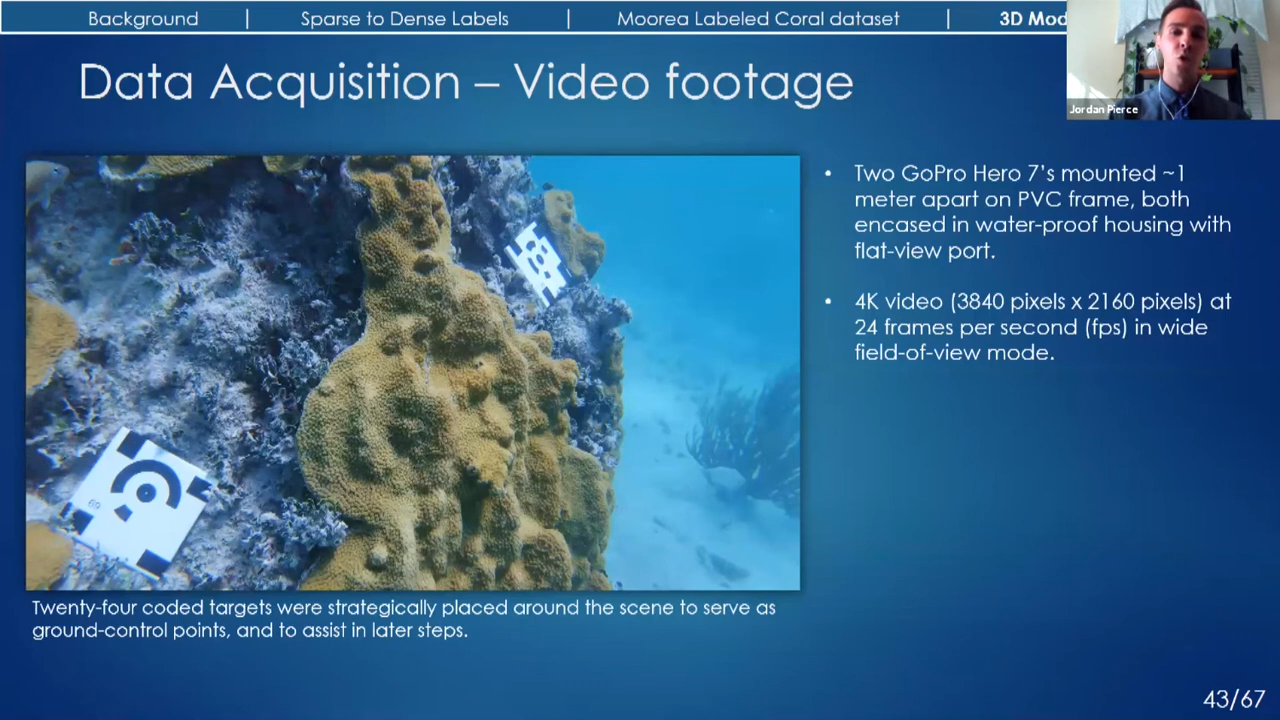 Background | Sparse to Dense Labels | Moorea Labeled Coral dataset | 3D Mod
Jordan Pierce
Data Acquisition – Video footage
• Two GoPro Hero 7's mounted ~1
meter apart on PVC frame, both
encased in water-proof housing with
flat-view port.
• 4K video (3840 pixels x 2160 pixels) at
24 frames per second (fps) in wide
field-of-view mode.
Twenty-four coded targets were strategically placed around the scene to serve as
ground-control points, and to assist in later steps.
43/67